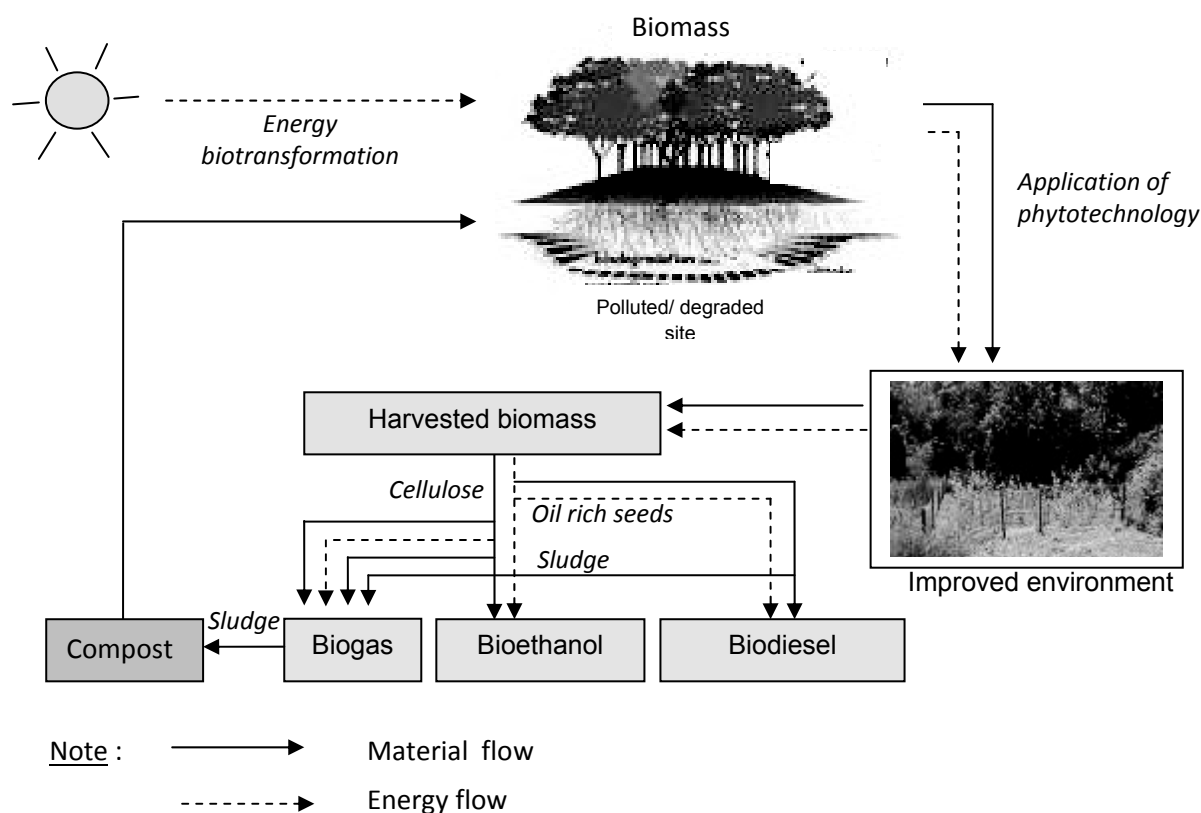 Biomass
Energy
biotransformation
Application of
phytotechnology
Polluted/ degraded
site
Harvested biomass
Cellulose
Oil rich seeds
Sludge
Improved environment
Sludge
Compost
Biogas
Bioethanol
Biodiesel
Note :
Material flow
Energy flow